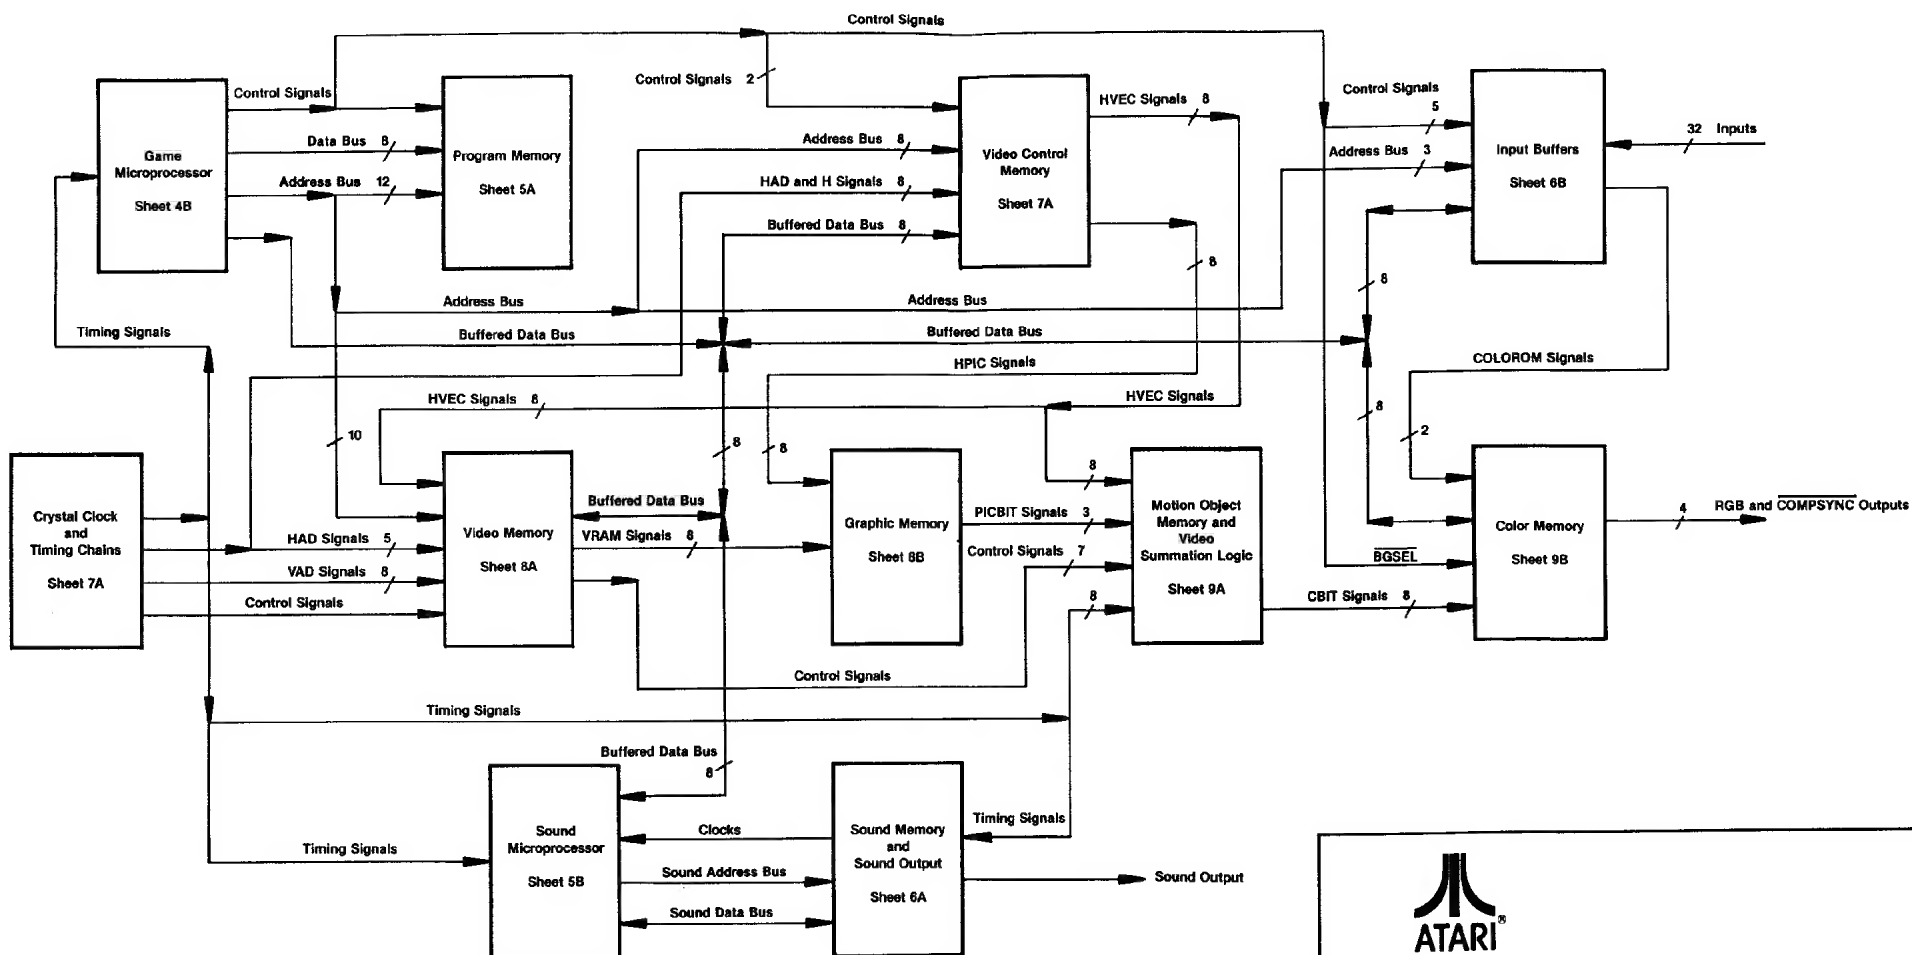 Control Signals
Control Signals
Control Signals 2
HVEC Signals 8
Control Signals
5
32 Inputs
Game
Microprocessor
Sheet 4B
Data Bus 8
Address Bus 12
Program Memory
Sheet 5A
Address Bus 8
HAD and H Signals 8
Buffered Data Bus 8
Video Control
Memory
Sheet 7A
8
Address Bus 3
Input Buffers
Sheet 6B
8
Address Bus
Address Bus
Timing Signals
Buffered Data Bus
Buffered Data Bus
HPIC Signals
COLOROM Signals
HVEC Signals 8
HVEC Signals
10
8
8
8
2
Crystal Clock
and
Timing Chains
Sheet 7A
HAD Signals 5
VAD Signals 8
Control Signals
Video Memory
Sheet 8A
Buffered Data Bus
VRAM Signals 8
Graphic Memory
Sheet 8B
8
PICBIT Signals 3
Control Signals 7
8
Motion Object
Memory and
Video
Summation Logic
Sheet 9A
BGSEL
CBIT Signals 8
Color Memory
Sheet 9B
4 RGB and COMPSYNC Outputs
Control Signals
Timing Signals
Buffered Data Bus
8
Timing Signals
Sound
Microprocessor
Sheet 5B
Clocks
Sound Address Bus
Sound Data Bus
Sound Memory
and
Sound Output
Sheet 6A
Timing Signals
Sound Output
ATARI®